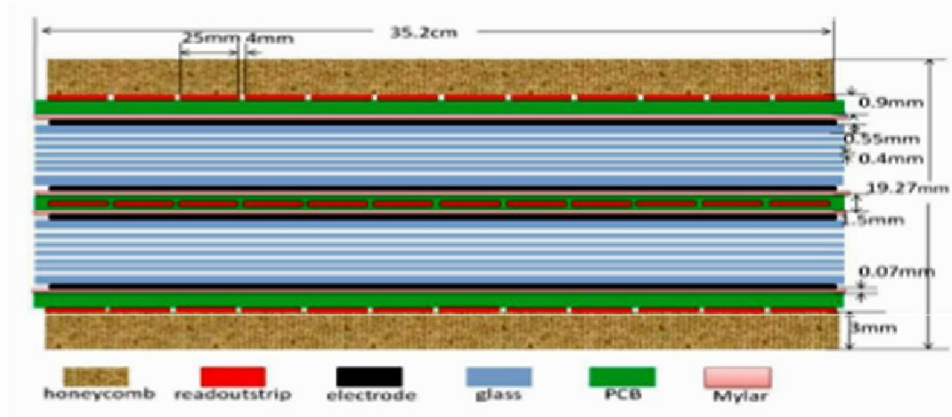 35.2cm
25mm 4mm
0.9mm
0.55mm
0.4mm
19.27mm
1.5mm
0.07mm
3mm
honeycomb readoutstrip electrode glass PCB Mylar